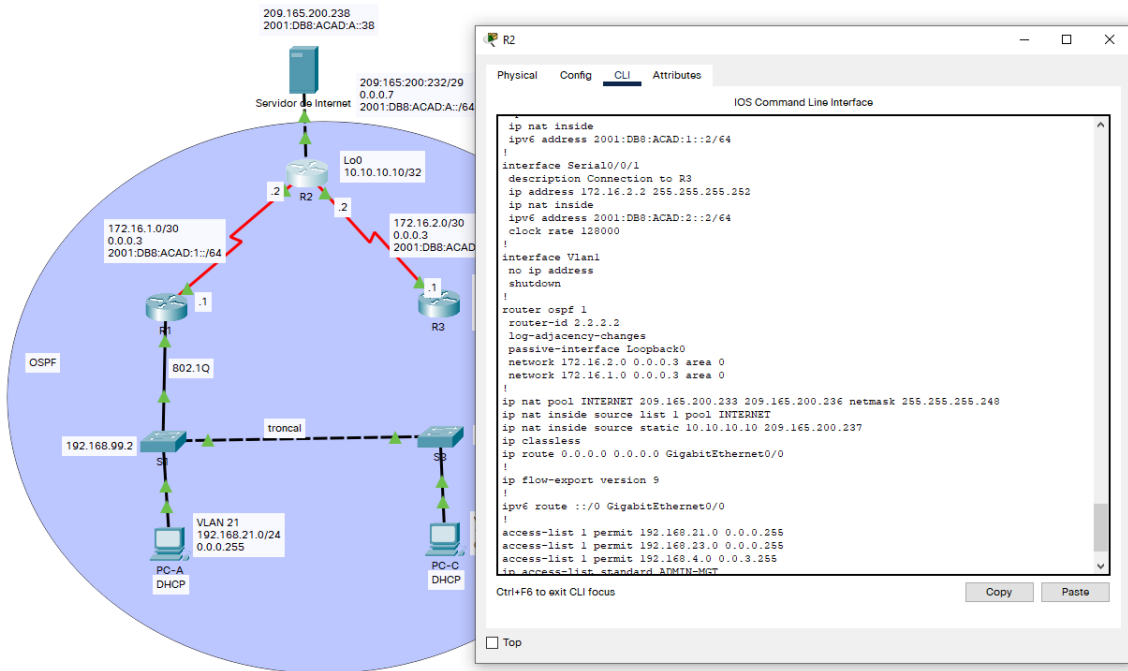 209.165.200.238
2001:DB8:ACAD:A::38
Servidor de Internet
209:165:200:232/29
0.0.0.7
2001:DB8:ACAD:A::/64
Lo0
10.10.10.10/32
R2
.2
.2
172.16.1.0/30
0.0.0.3
2001:DB8:ACAD:1::/64
172.16.2.0/30
0.0.0.3
2001:DB8:ACAD
.1
R1
.1
R3
OSPF
802.1Q
troncal
192.168.99.2
S1
S3
VLAN 21
192.168.21.0/24
0.0.0.255
PC-A
DHCP
PC-C
DHCP
R2
Physical Config CLI Attributes
IOS Command Line Interface
ip nat inside
ipv6 address 2001:DB8:ACAD:1::2/64
!
interface Serial0/0/1
description Connection to R3
ip address 172.16.2.2 255.255.255.252
ip nat inside
ipv6 address 2001:DB8:ACAD:2::2/64
clock rate 128000
!
interface Vlan1
no ip address
shutdown
!
router ospf 1
router-id 2.2.2.2
log-adjacency-changes
passive-interface Loopback0
network 172.16.2.0 0.0.0.3 area 0
network 172.16.1.0 0.0.0.3 area 0
!
ip nat pool INTERNET 209.165.200.233 209.165.200.236 netmask 255.255.255.248
ip nat inside source list 1 pool INTERNET
ip nat inside source static 10.10.10.10 209.165.200.237
ip classless
ip route 0.0.0.0 0.0.0.0 GigabitEthernet0/0
!
ip flow-export version 9
!
ipv6 route ::/0 GigabitEthernet0/0
!
access-list 1 permit 192.168.21.0 0.0.0.255
access-list 1 permit 192.168.23.0 0.0.0.255
access-list 1 permit 192.168.4.0 0.0.3.255
ip access-list standard ADMIN-MGT
Ctrl+F6 to exit CLI focus
Copy
Paste
Top